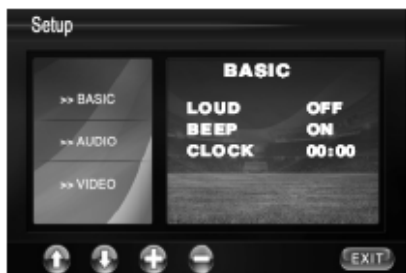 Setup
>> BASIC
>> AUDIO
>> VIDEO
BASIC
LOUD OFF
BEEP ON
CLOCK 00:00
EXIT